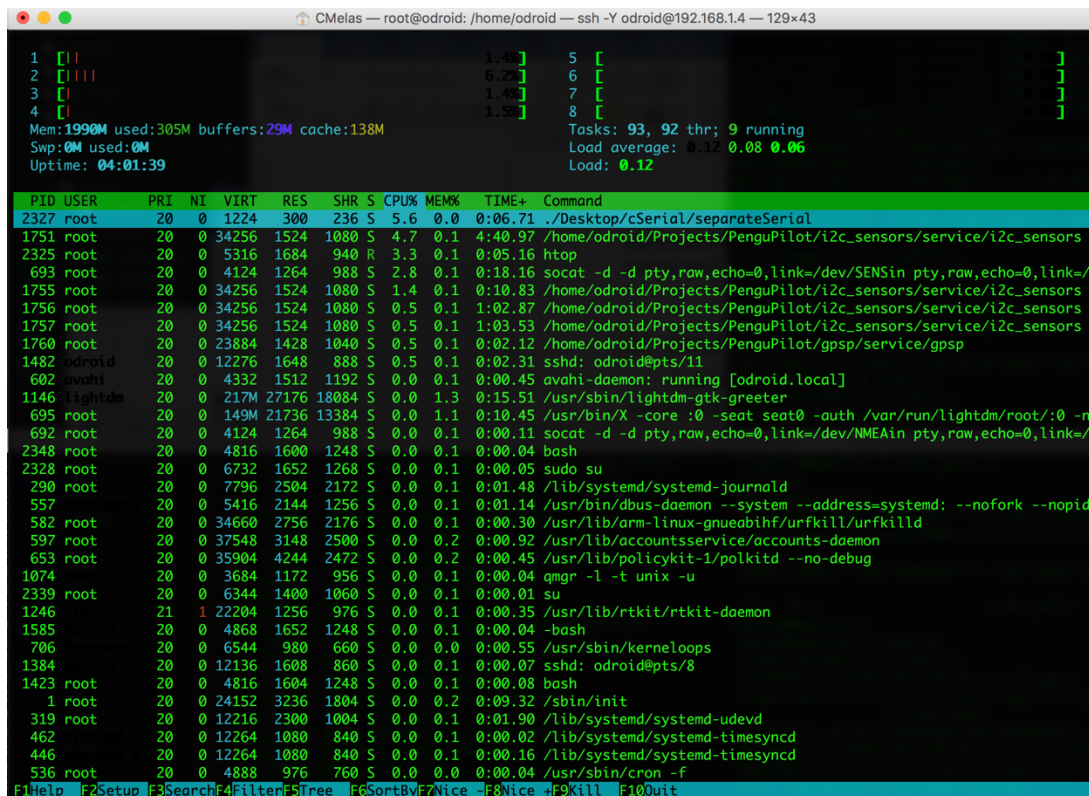 CMelas — root@odroid: /home/odroid — ssh -Y odroid@192.168.1.4 — 129×43
1 [|| 1.4%] 5 [ ]
2 [|||| 6.2%] 6 [ ]
3 [| 1.4%] 7 [ ]
4 [| 1.5%] 8 [ ]
Mem:1990M used:305M buffers:29M cache:138M Tasks: 93, 92 thr; 9 running
Swp:0M used:0M Load average: 0.12 0.08 0.06
Uptime: 04:01:39 Load: 0.12
PID USER PRI NI VIRT RES SHR S CPU% MEM% TIME+ Command
2327 root 20 0 1224 300 236 S 5.6 0.0 0:06.71 ./Desktop/cSerial/separateSerial
1751 root 20 0 34256 1524 1080 S 4.7 0.1 4:40.97 /home/odroid/Projects/PenguPilot/i2c_sensors/service/i2c_sensors
2325 root 20 0 5316 1684 940 R 3.3 0.1 0:05.16 htop
693 root 20 0 4124 1264 988 S 2.8 0.1 0:18.16 socat -d -d pty,raw,echo=0,link=/dev/SENSin pty,raw,echo=0,link=/
1755 root 20 0 34256 1524 1080 S 1.4 0.1 0:10.83 /home/odroid/Projects/PenguPilot/i2c_sensors/service/i2c_sensors
1756 root 20 0 34256 1524 1080 S 0.5 0.1 1:02.87 /home/odroid/Projects/PenguPilot/i2c_sensors/service/i2c_sensors
1757 root 20 0 34256 1524 1080 S 0.5 0.1 1:03.53 /home/odroid/Projects/PenguPilot/i2c_sensors/service/i2c_sensors
1760 root 20 0 23884 1428 1040 S 0.5 0.1 0:02.12 /home/odroid/Projects/PenguPilot/gpsp/service/gpsp
1482 odroid 20 0 12276 1648 888 S 0.5 0.1 0:02.31 sshd: odroid@pts/11
602 avahi 20 0 4332 1512 1192 S 0.0 0.1 0:00.45 avahi-daemon: running [odroid.local]
1146 lightdm 20 0 217M 27176 18084 S 0.0 1.3 0:15.51 /usr/sbin/lightdm-gtk-greeter
695 root 20 0 149M 21736 13384 S 0.0 1.1 0:10.45 /usr/bin/X -core :0 -seat seat0 -auth /var/run/lightdm/root/:0 -n
692 root 20 0 4124 1264 988 S 0.0 0.1 0:00.11 socat -d -d pty,raw,echo=0,link=/dev/NMEAin pty,raw,echo=0,link=/
2348 root 20 0 4816 1600 1248 S 0.0 0.1 0:00.04 bash
2328 root 20 0 6732 1652 1268 S 0.0 0.1 0:00.05 sudo su
290 root 20 0 7796 2504 2172 S 0.0 0.1 0:01.48 /lib/systemd/systemd-journald
557 20 0 5416 2144 1256 S 0.0 0.1 0:01.14 /usr/bin/dbus-daemon --system --address=systemd: --nofork --nopid
582 root 20 0 34660 2756 2176 S 0.0 0.1 0:00.30 /usr/lib/arm-linux-gnueabihf/urfkill/urfkilld
597 root 20 0 37548 3148 2500 S 0.0 0.2 0:00.92 /usr/lib/accountsservice/accounts-daemon
653 root 20 0 35904 4244 2472 S 0.0 0.2 0:00.45 /usr/lib/policykit-1/polkitd --no-debug
1074 20 0 3684 1172 956 S 0.0 0.1 0:00.04 qmgr -l -t unix -u
2339 root 20 0 6344 1400 1060 S 0.0 0.1 0:00.01 su
1246 21 1 22204 1256 976 S 0.0 0.1 0:00.35 /usr/lib/rtkit/rtkit-daemon
1585 20 0 4868 1652 1248 S 0.0 0.1 0:00.04 -bash
706 20 0 6544 980 660 S 0.0 0.0 0:00.55 /usr/sbin/kerneloops
1384 20 0 12136 1608 860 S 0.0 0.1 0:00.07 sshd: odroid@pts/8
1423 root 20 0 4816 1604 1248 S 0.0 0.1 0:00.08 bash
1 root 20 0 24152 3236 1804 S 0.0 0.2 0:09.32 /sbin/init
319 root 20 0 12216 2300 1004 S 0.0 0.1 0:01.90 /lib/systemd/systemd-udevd
462 20 0 12264 1080 840 S 0.0 0.1 0:00.02 /lib/systemd/systemd-timesyncd
446 20 0 12264 1080 840 S 0.0 0.1 0:00.16 /lib/systemd/systemd-timesyncd
536 root 20 0 4888 976 760 S 0.0 0.0 0:00.04 /usr/sbin/cron -f
F1Help F2Setup F3SearchF4FilterF5Tree F6SortByF7Nice -F8Nice +F9Kill F10Quit